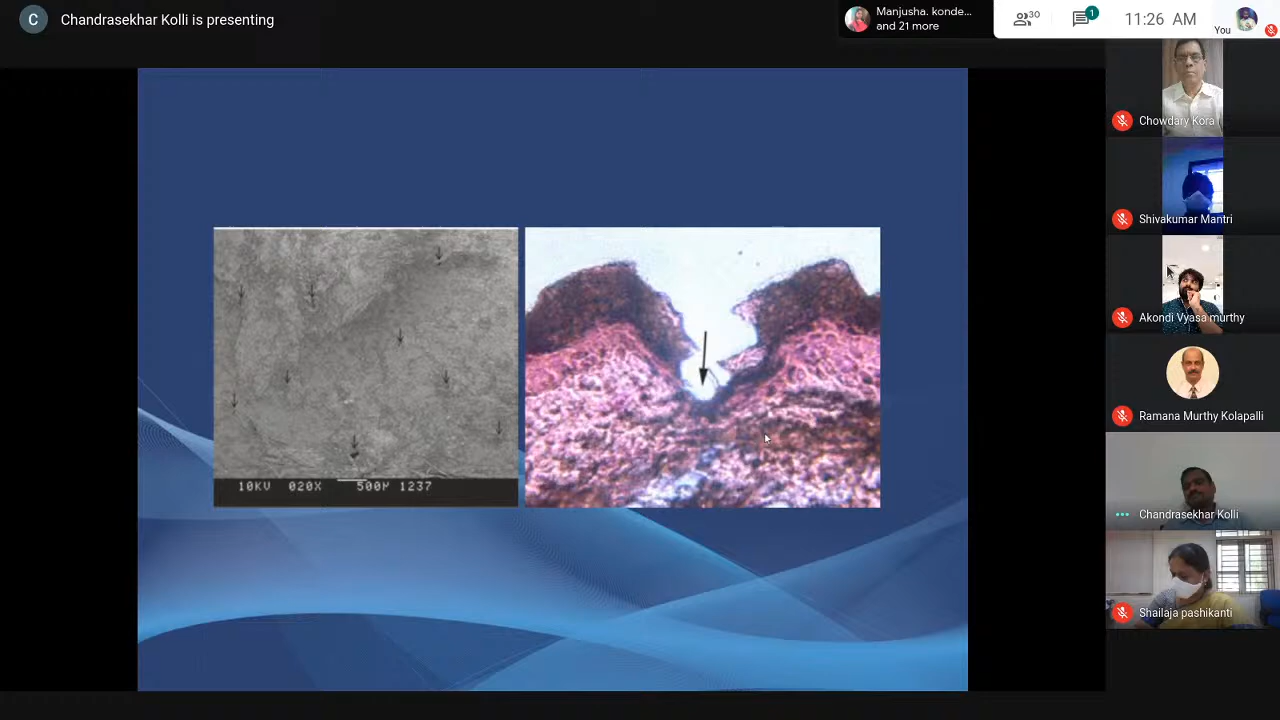 C
Chandrasekhar Kolli is presenting
Manjusha. konde...
and 21 more
30
1
11:26 AM
You
Chowdary Kora
Shivakumar Mantri
Akondi Vyasa murthy
Ramana Murthy Kolapalli
Chandrasekhar Kolli
Shailaja pashikanti
10KV 020X 500µ 1237